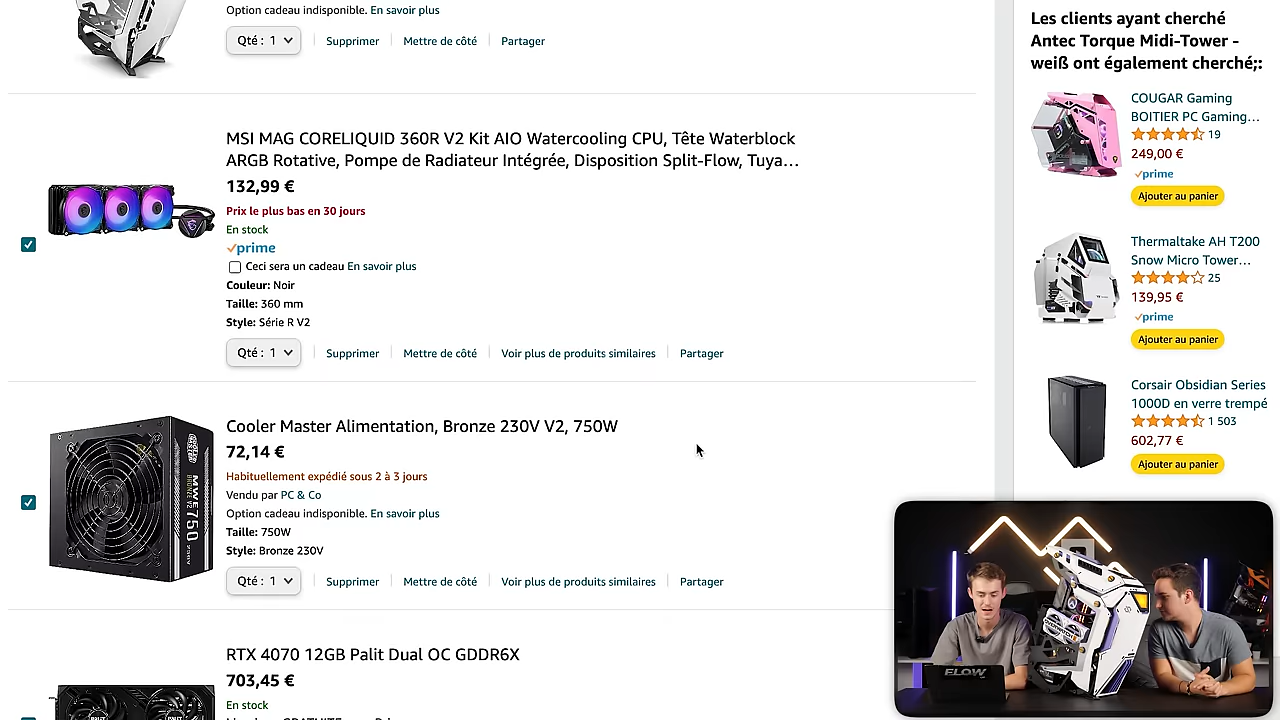 Option cadeau indisponible. En savoir plus
Qté : 1
Supprimer
Mettre de côté
Partager
MSI MAG CORELIQUID 360R V2 Kit AIO Watercooling CPU, Tête Waterblock
ARGB Rotative, Pompe de Radiateur Intégrée, Disposition Split-Flow, Tuya…
132,99 €
Prix le plus bas en 30 jours
En stock
prime
Ceci sera un cadeau En savoir plus
Couleur: Noir
Taille: 360 mm
Style: Série R V2
Qté : 1
Supprimer
Mettre de côté
Voir plus de produits similaires
Partager
Cooler Master Alimentation, Bronze 230V V2, 750W
72,14 €
Habituellement expédié sous 2 à 3 jours
Vendu par PC & Co
Option cadeau indisponible. En savoir plus
Taille: 750W
Style: Bronze 230V
MWE 750
BRONZE V2
Qté : 1
Supprimer
Mettre de côté
Voir plus de produits similaires
Partager
RTX 4070 12GB Palit Dual OC GDDR6X
703,45 €
En stock
Les clients ayant cherché
Antec Torque Midi-Tower -
weiß ont également cherché;:
COUGAR Gaming
BOITIER PC Gaming…
19
249,00 €
prime
Ajouter au panier
Thermaltake AH T200
Snow Micro Tower…
25
139,95 €
prime
Ajouter au panier
Corsair Obsidian Series
1000D en verre trempé
1 503
602,77 €
Ajouter au panier
FLOW